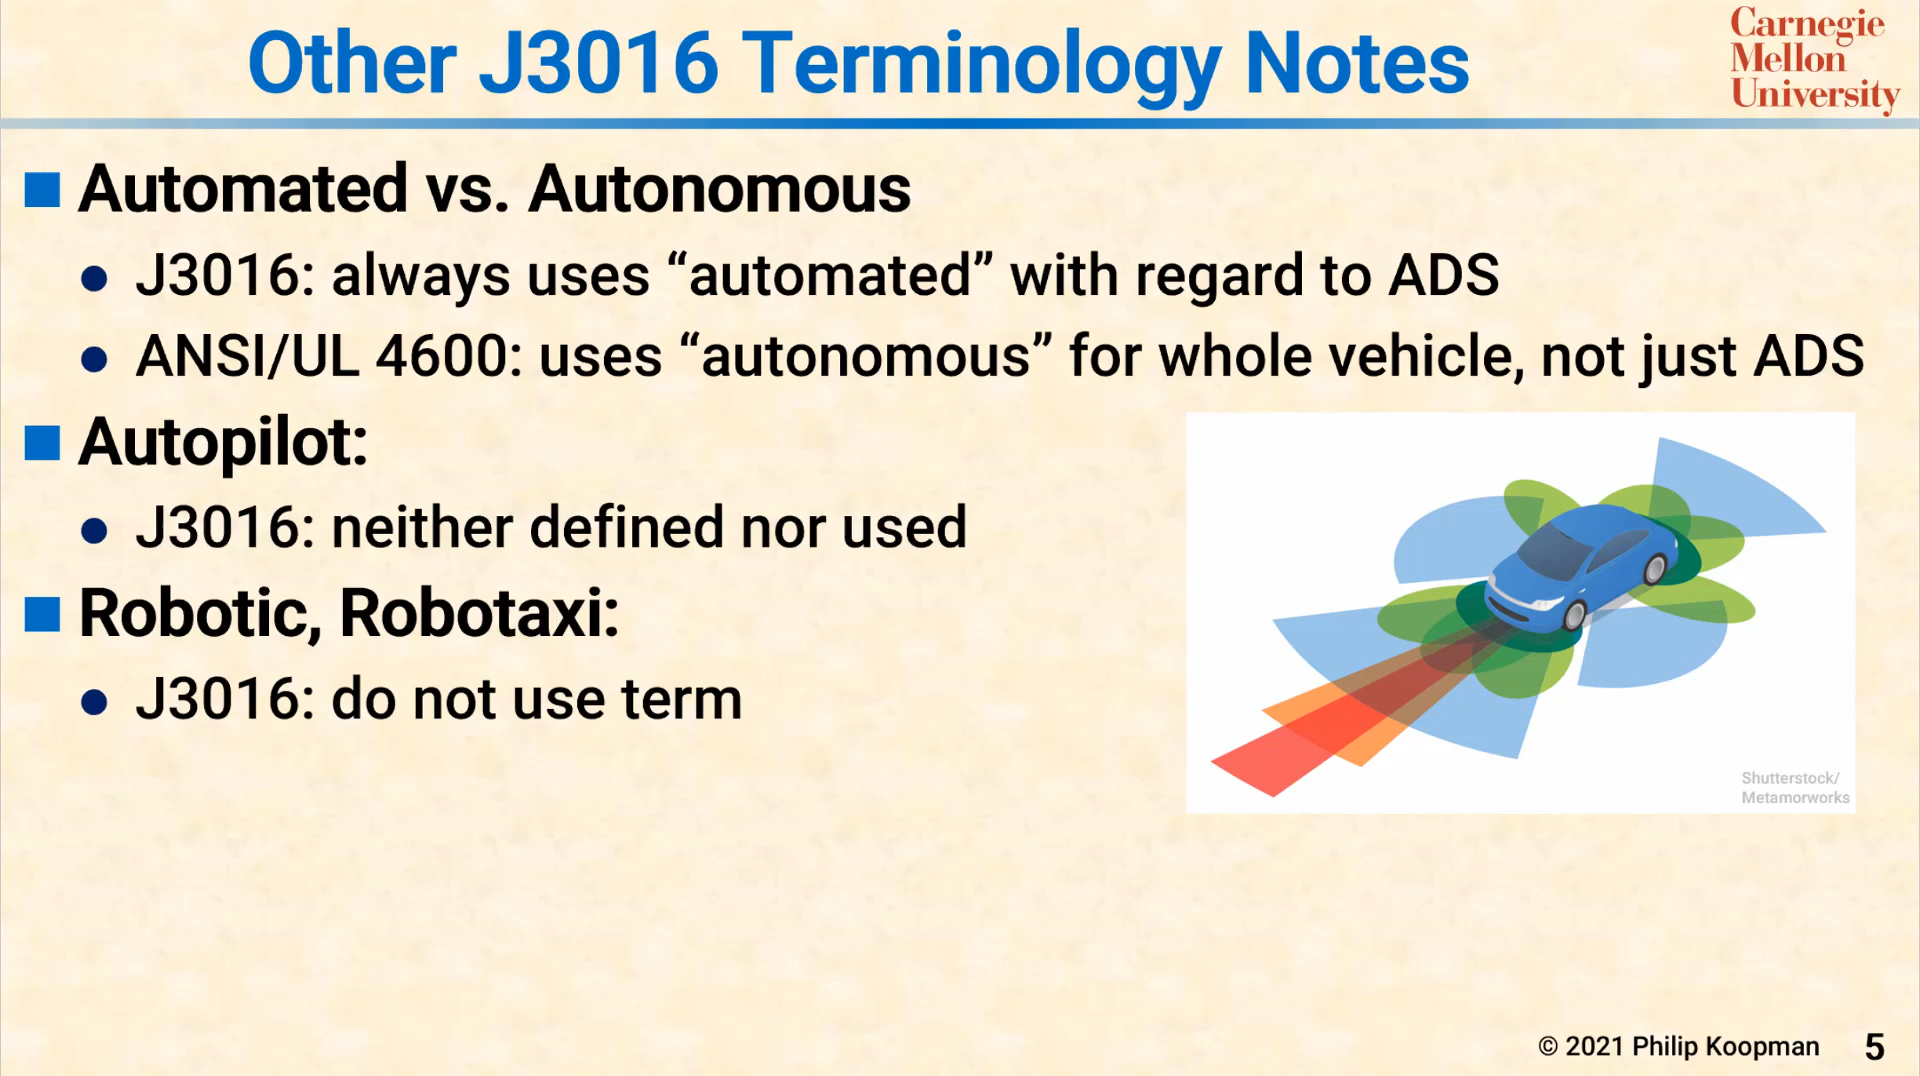 Other J3016 Terminology Notes
Carnegie
Mellon
University
Automated vs. Autonomous
J3016: always uses “automated” with regard to ADS
ANSI/UL 4600: uses “autonomous” for whole vehicle, not just ADS
Autopilot:
J3016: neither defined nor used
Robotic, Robotaxi:
J3016: do not use term
Shutterstock/
Metamorworks
© 2021 Philip Koopman 5